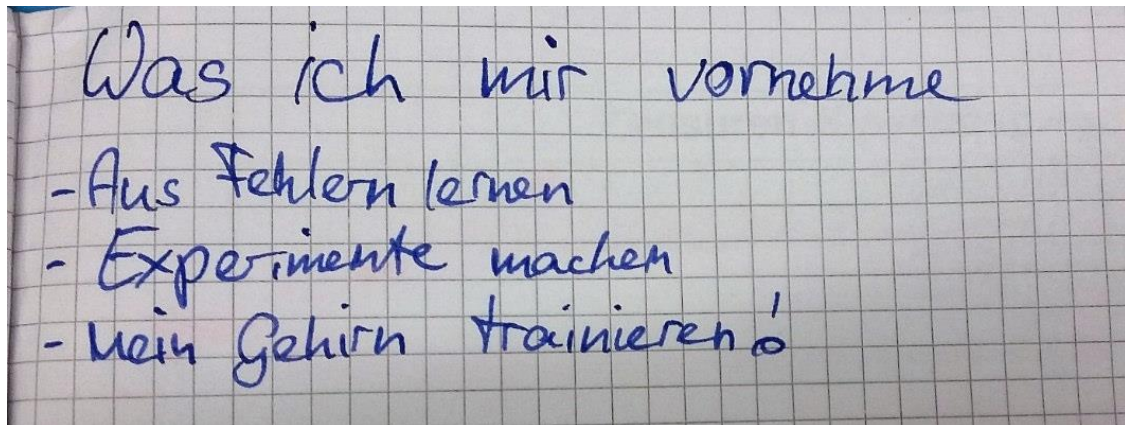 Was ich mir vornehme
- Aus Fehlern lernen
- Experimente machen
- Mein Gehirn trainieren!